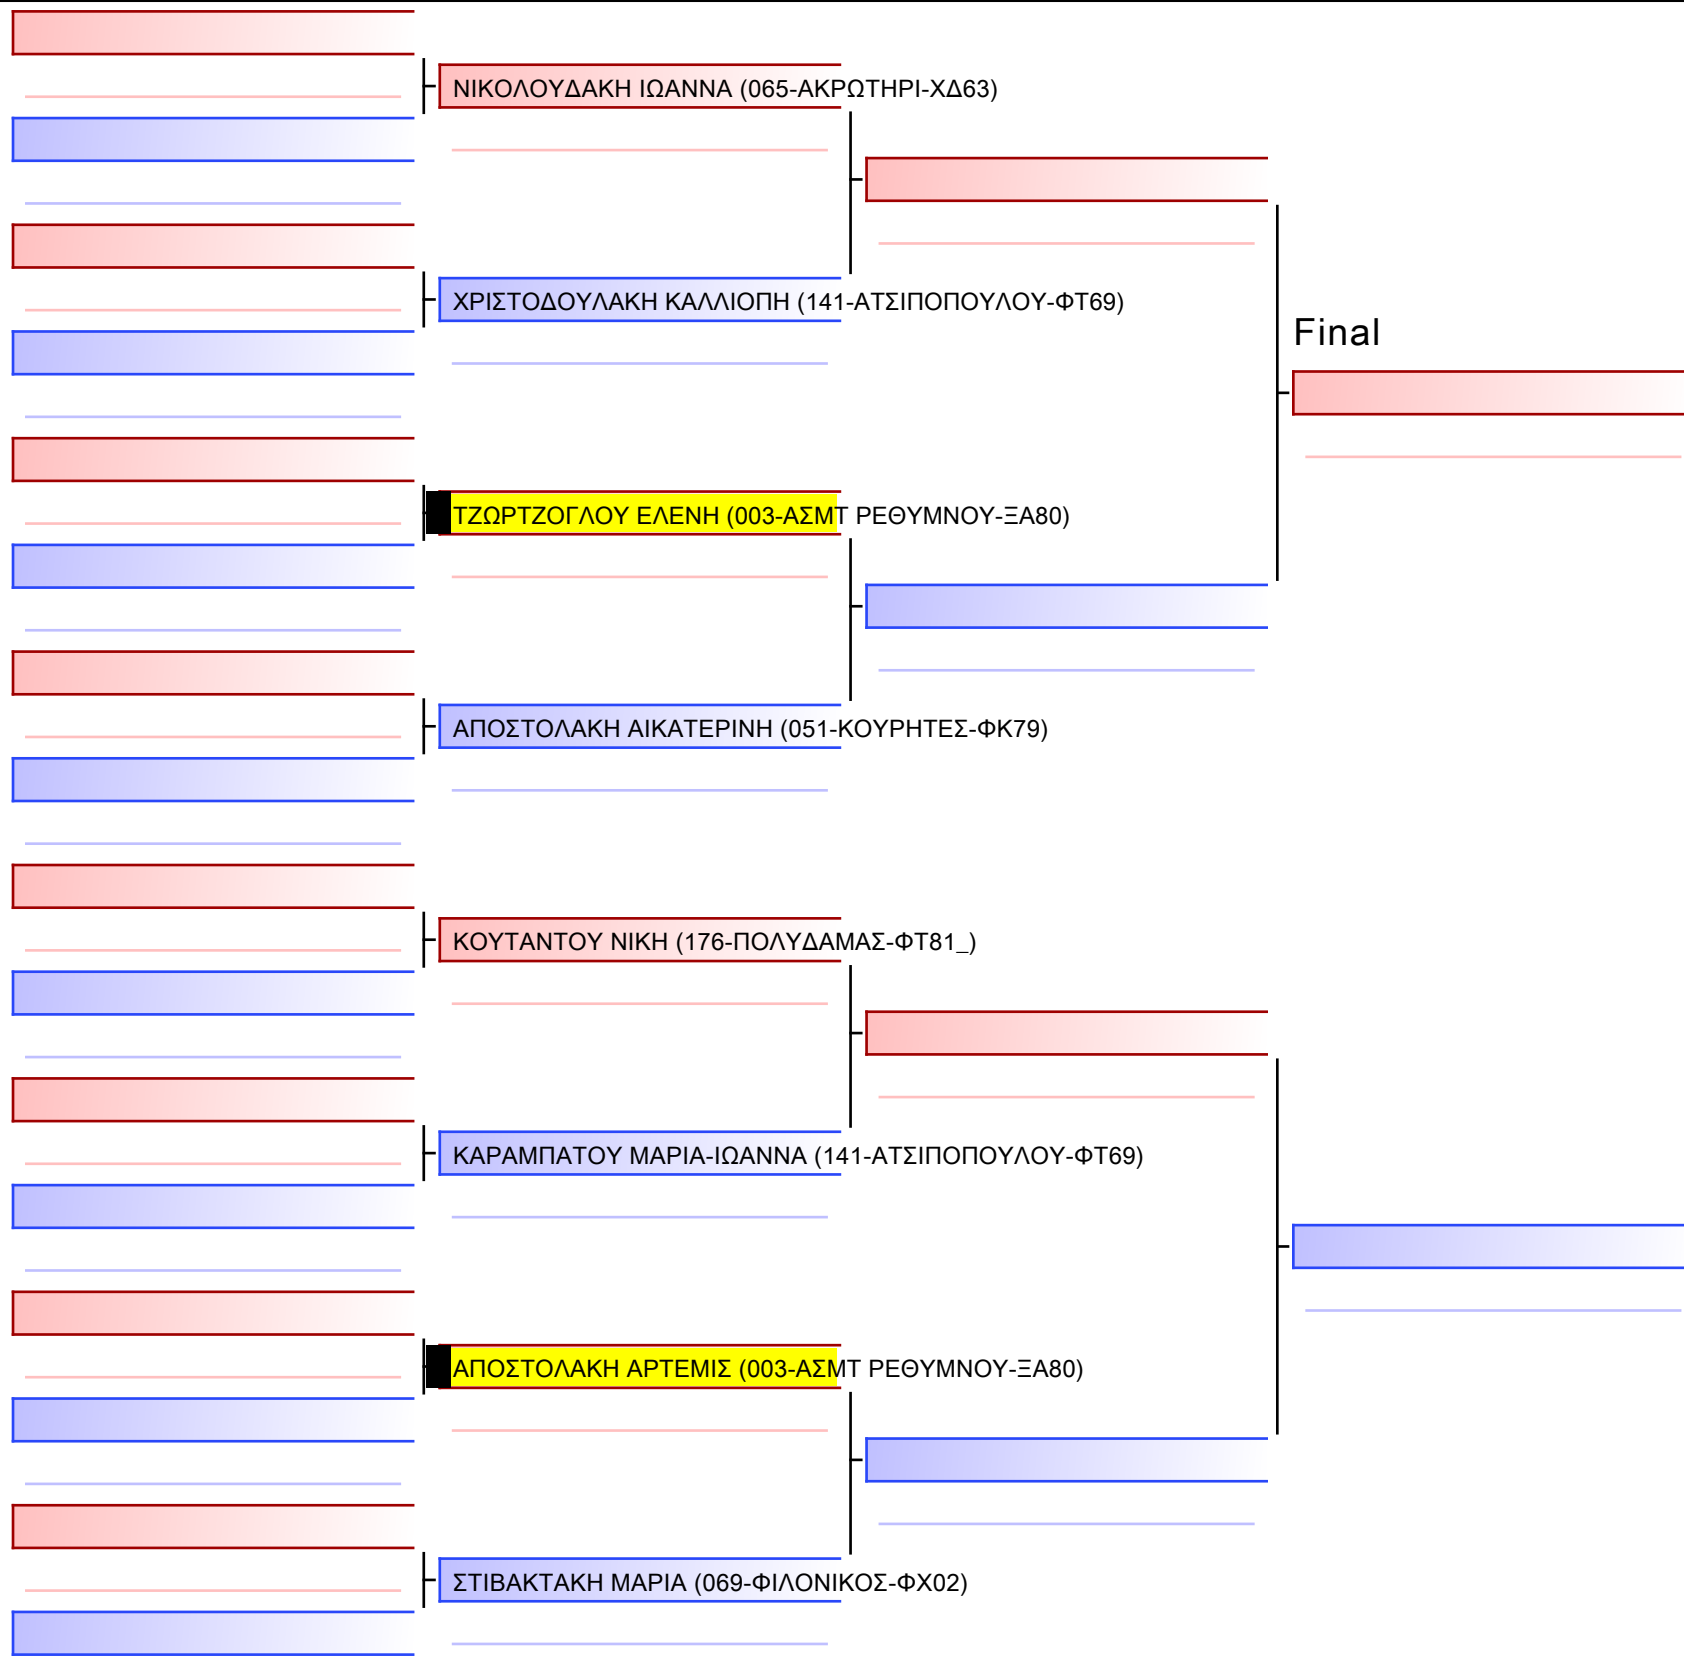 ΝΙΚΟΛΟΥΔΑΚΗ ΙΩΑΝΝΑ (065-ΑΚΡΩΤΗΡΙ-ΧΔ63)
ΧΡΙΣΤΟΔΟΥΛΑΚΗ ΚΑΛΛΙΟΠΗ (141-ΑΤΣΙΠΟΠΟΥΛΟΥ-ΦΤ69)
Final
ΤΖΩΡΤΖΟΓΛΟΥ ΕΛΕΝΗ (003-ΑΣΜΤ ΡΕΘΥΜΝΟΥ-ΞΑ80)
ΑΠΟΣΤΟΛΑΚΗ ΑΙΚΑΤΕΡΙΝΗ (051-ΚΟΥΡΗΤΕΣ-ΦΚ79)
ΚΟΥΤΑΝΤΟΥ ΝΙΚΗ (176-ΠΟΛΥΔΑΜΑΣ-ΦΤ81_)
ΚΑΡΑΜΠΑΤΟΥ ΜΑΡΙΑ-ΙΩΑΝΝΑ (141-ΑΤΣΙΠΟΠΟΥΛΟΥ-ΦΤ69)
ΑΠΟΣΤΟΛΑΚΗ ΑΡΤΕΜΙΣ (003-ΑΣΜΤ ΡΕΘΥΜΝΟΥ-ΞΑ80)
ΣΤΙΒΑΚΤΑΚΗ ΜΑΡΙΑ (069-ΦΙΛΟΝΙΚΟΣ-ΦΧ02)